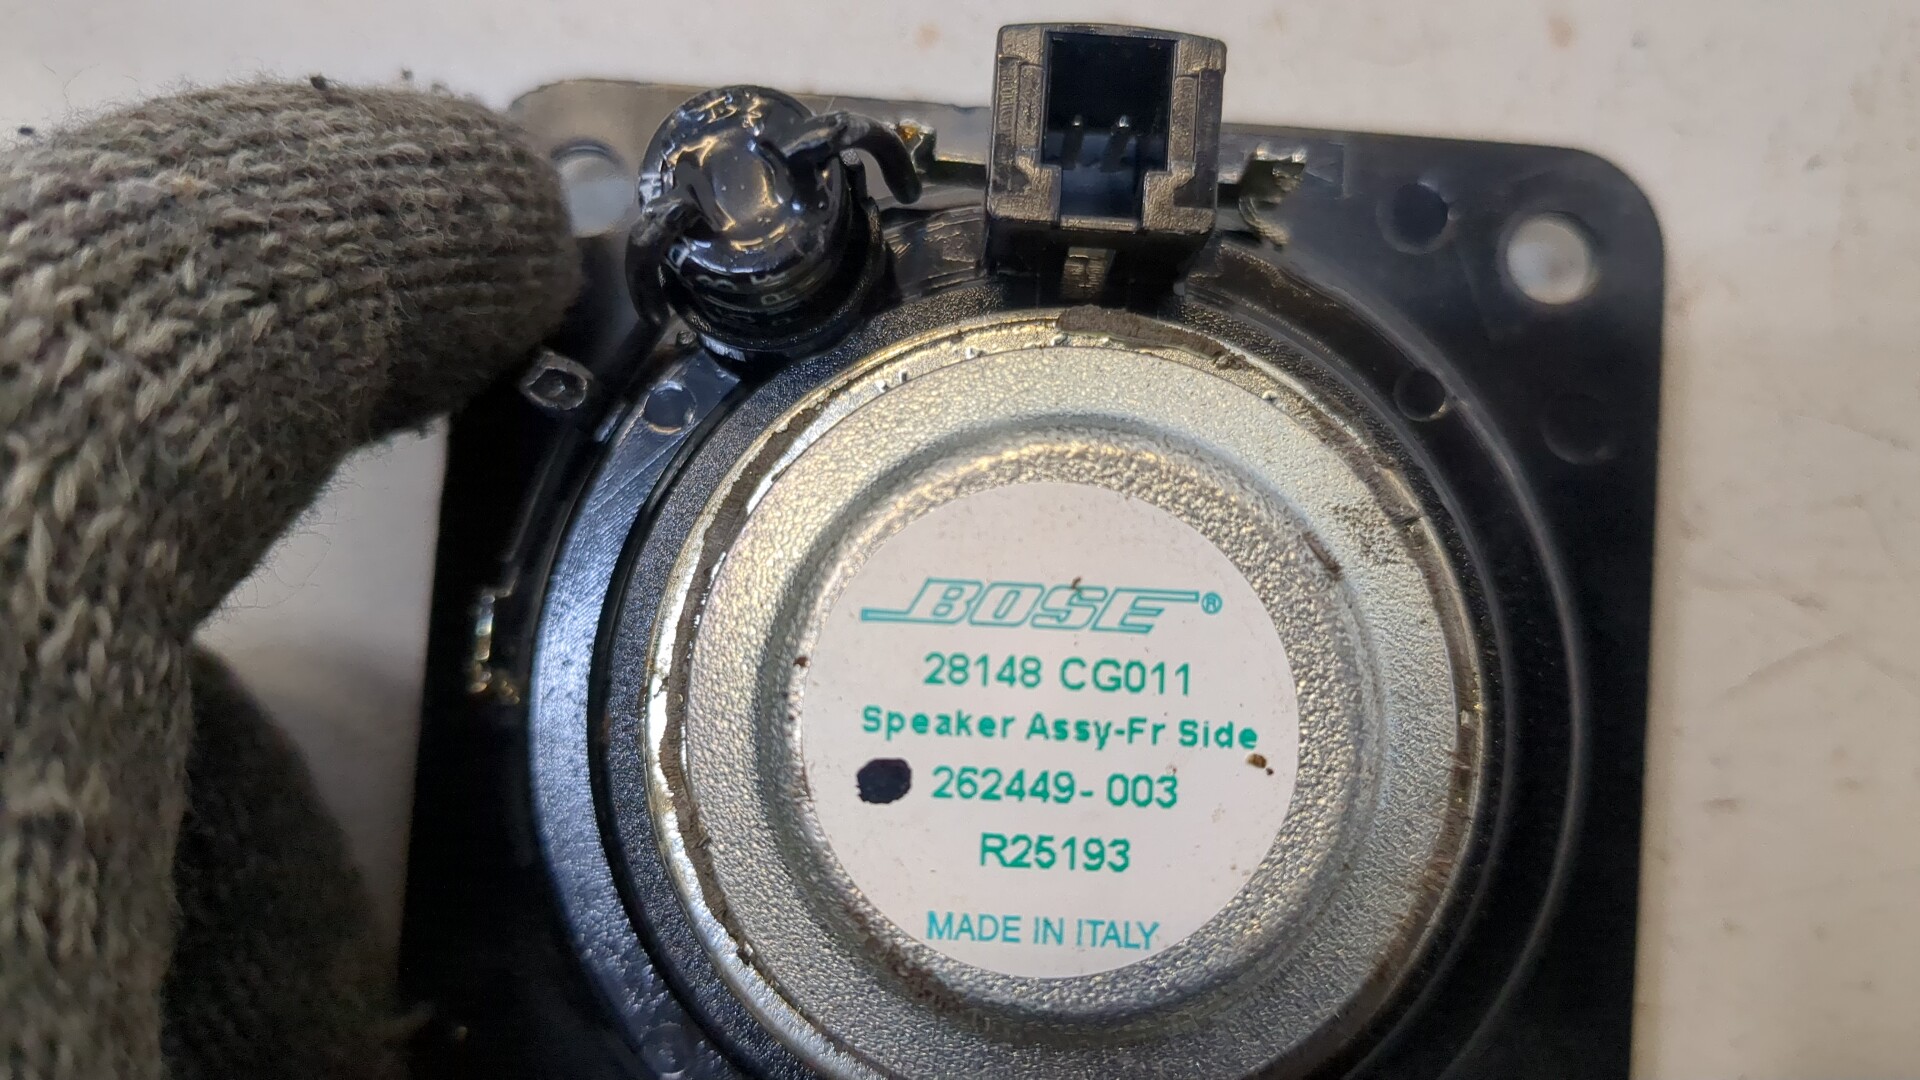 BOSE®
28148 CG011
Speaker Assy-Fr Side
262449-003
R25193
MADE IN ITALY